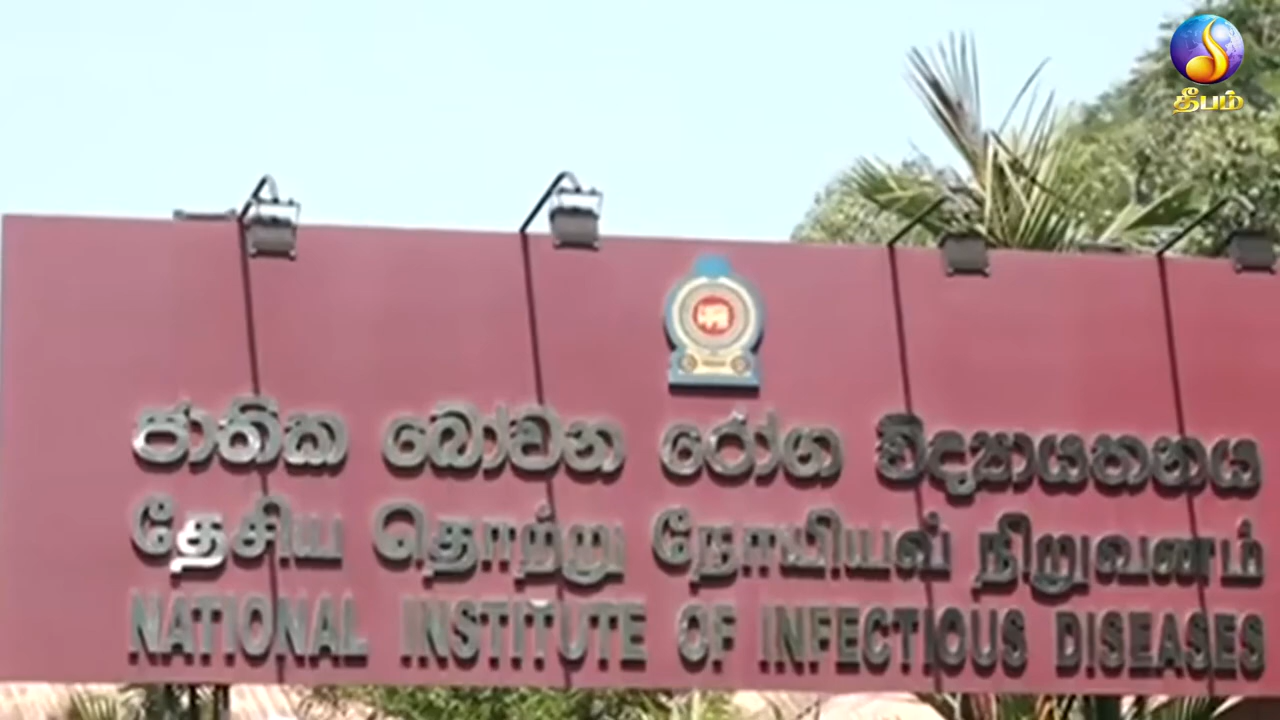 தீபம்
ජාතික බෝවන රෝග විද්‍යායතනය
தேசிய தொற்று நோயியல் நிறுவனம்
NATIONAL INSTITUTE OF INFECTIOUS DISEASES